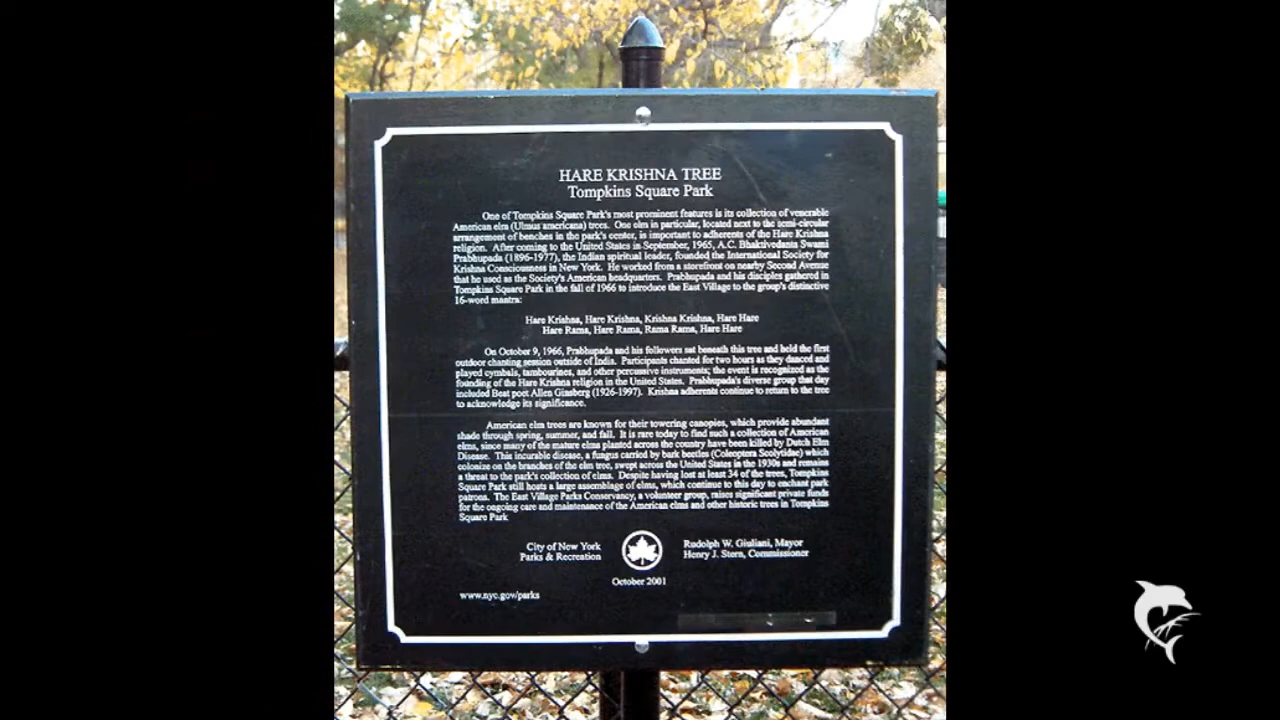 HARE KRISHNA TREE
Tompkins Square Park
One of Tompkins Square Park's most prominent features is its collection of venerable
American elm (Ulmus americana) trees. One elm in particular, located next to the semi-circular
arrangement of benches in the park's center, is important to adherents of the Hare Krishna
religion. After coming to the United States in September, 1965, A.C. Bhaktivedanta Swami
Prabhupada (1896-1977), the Indian spiritual leader, founded the International Society for
Krishna Consciousness in New York. He worked from a storefront on nearby Second Avenue
that he used as the Society's American headquarters. Prabhupada and his disciples gathered in
Tompkins Square Park in the fall of 1966 to introduce the East Village to the group's distinctive
16-word mantra:
Hare Krishna, Hare Krishna, Krishna Krishna, Hare Hare
Hare Rama, Hare Rama, Rama Rama, Hare Hare
On October 9, 1966, Prabhupada and his followers sat beneath this tree and held the first
outdoor chanting session outside of India. Participants chanted for two hours as they danced and
played cymbals, tambourines, and other percussive instruments; the event is recognized as the
founding of the Hare Krishna religion in the United States. Prabhupada's diverse group that day
included Beat poet Allen Ginsberg (1926-1997). Krishna adherents continue to return to the tree
to acknowledge its significance.
American elm trees are known for their towering canopies, which provide abundant
shade through spring, summer, and fall. It is rare today to find such a collection of American
elms, since many of the mature elms planted across the country have been killed by Dutch Elm
Disease. This incurable disease, a fungus carried by bark beetles (Coleoptera Scolytidae) which
colonize on the branches of the elm tree, swept across the United States in the 1930s and remains
a threat to the park's collection of elms. Despite having lost at least 34 of the trees, Tompkins
Square Park still hosts a large assemblage of elms, which continue to this day to enchant park
patrons. The East Village Parks Conservancy, a volunteer group, raises significant private funds
for the ongoing care and maintenance of the American elms and other historic trees in Tompkins
Square Park
City of New York
Parks & Recreation
Rudolph W. Giuliani, Mayor
Henry J. Stern, Commissioner
October 2001
www.nyc.gov/parks